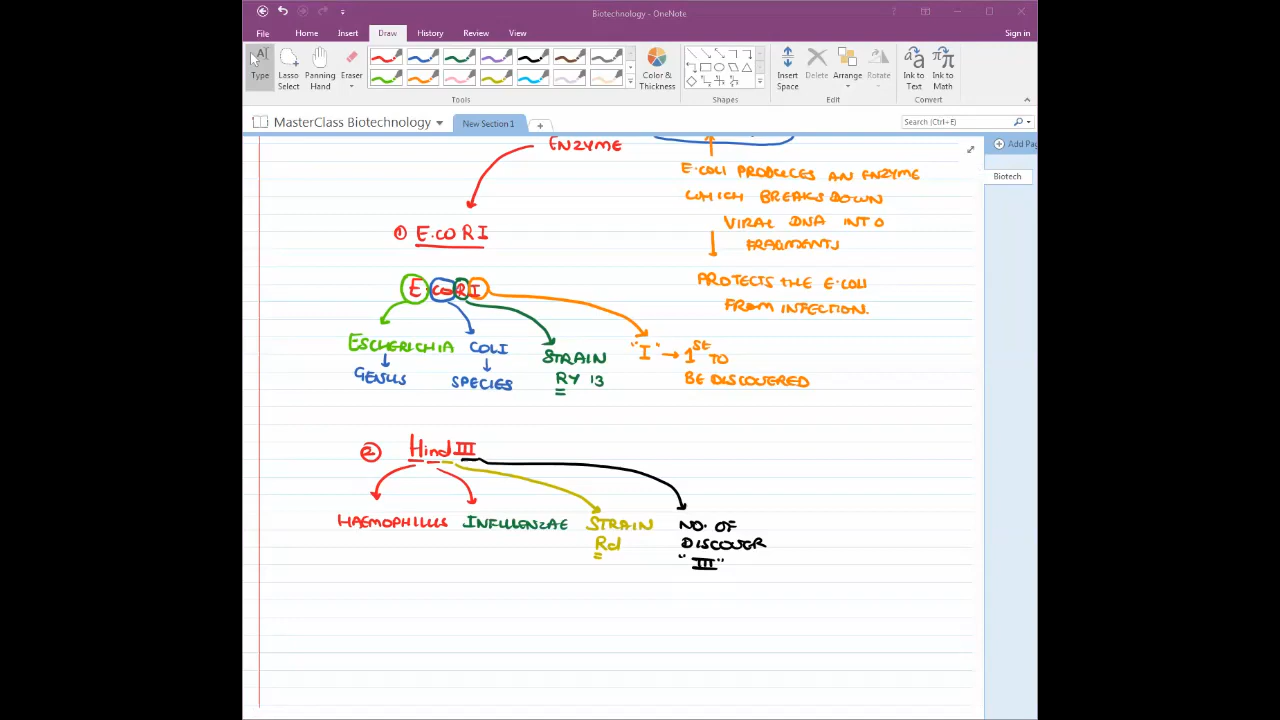 Biotechnology - OneNote
File Home Insert Draw History Review View Sign in
Type
Lasso Select
Panning Hand
Eraser
Color & Thickness
Insert Space
Delete
Arrange
Rotate
Ink to Text
Ink to Math
Tools Shapes Edit Convert
MasterClass Biotechnology New Section 1 Search (Ctrl+E)
Add Pag
Biotech
ENZYME
E.COLI PRODUCES AN ENZYME
WHICH BREAKS DOWN
VIRAL DNA INTO
FRAGMENTS
PROTECTS THE E.COLI
FROM INFECTION.
① E.CO RI
E.CO RI
ESCHERICHIA
GENUS
COLI
SPECIES
STRAIN
RY 13
"I" → 1ST TO
BE DISCOVERED
② Hind III
HAEMOPHILUS INFLUENZAE STRAIN
Rd
NO. OF
DISCOVER
"III"